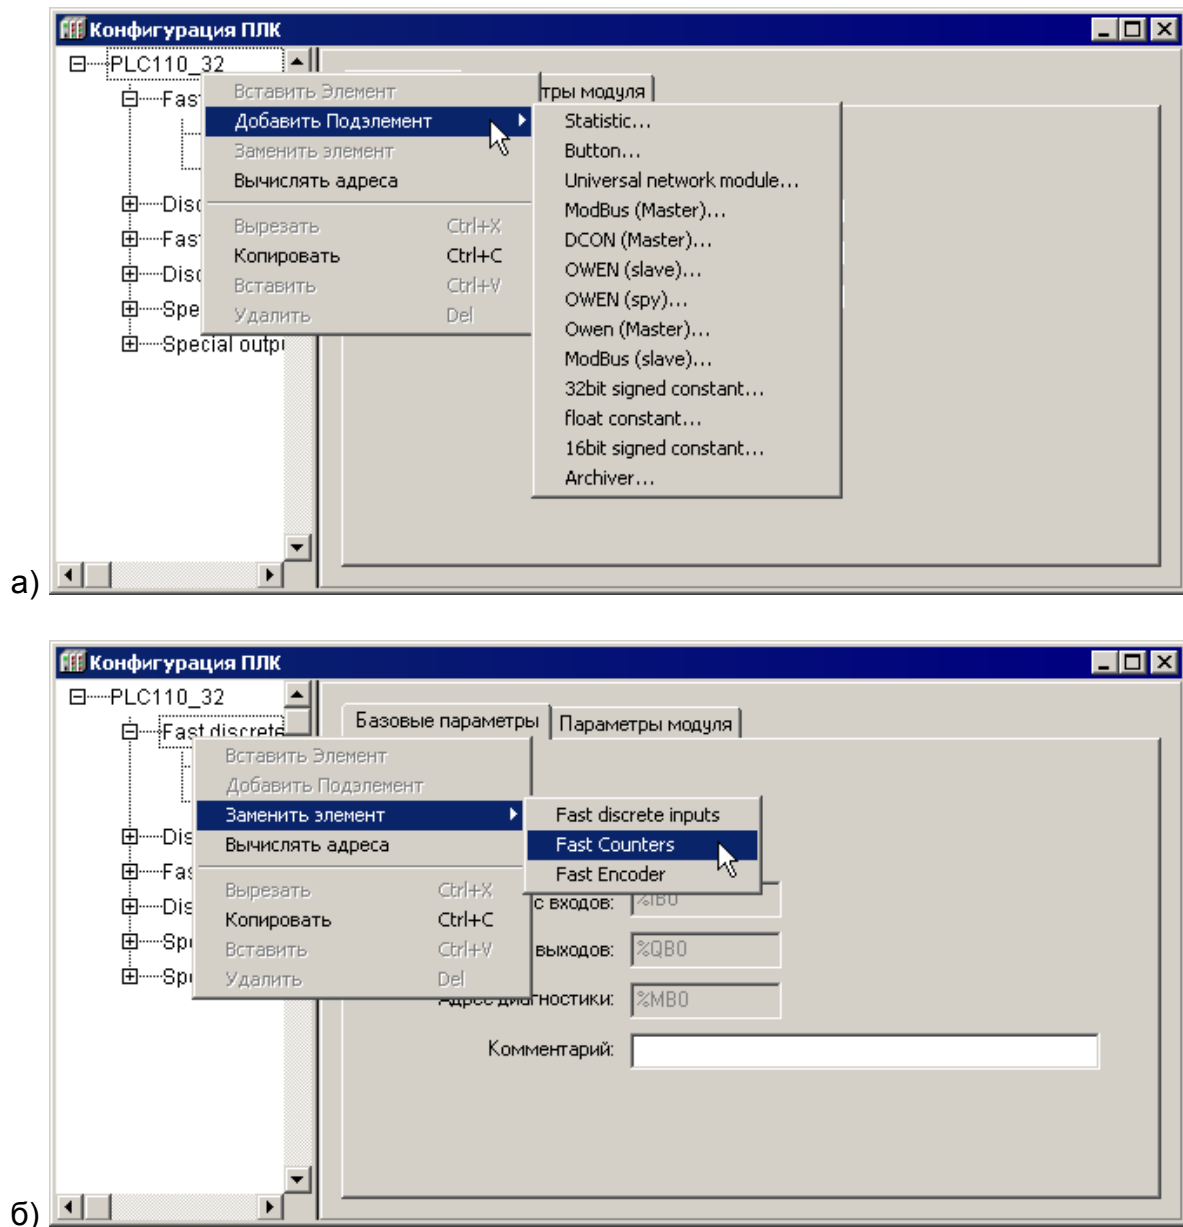 Конфигурация ПЛК
PLC110_32
Fas
Disc
Fas
Disc
Spe
Special outpu
Вставить Элемент
Добавить Подэлемент
Заменить элемент
Вычислять адреса
Вырезать Ctrl+X
Копировать Ctrl+C
Вставить Ctrl+V
Удалить Del
тры модуля
Statistic...
Button...
Universal network module...
ModBus (Master)...
DCON (Master)...
OWEN (slave)...
OWEN (spy)...
Owen (Master)...
ModBus (slave)...
32bit signed constant...
float constant...
16bit signed constant...
Archiver...
а)
Конфигурация ПЛК
PLC110_32
Fast discrete
Dis
Fas
Dis
Spe
Spe
Вставить Элемент
Добавить Подэлемент
Заменить элемент
Вычислять адреса
Вырезать Ctrl+X
Копировать Ctrl+C
Вставить Ctrl+V
Удалить Del
Базовые параметры Параметры модуля
Fast discrete inputs
Fast Counters
Fast Encoder
с входов: %IB0
выходов: %QB0
Адрес диагностики: %MB0
Комментарий:
б)